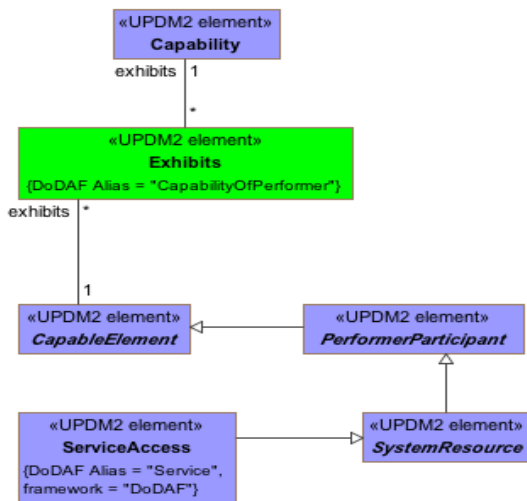 «UPDM2 element»
Capability
exhibits 1
*
«UPDM2 element»
Exhibits
{DoDAF Alias = "CapabilityOfPerformer"}
exhibits *
1
«UPDM2 element»
CapableElement
«UPDM2 element»
PerformerParticipant
«UPDM2 element»
ServiceAccess
{DoDAF Alias = "Service",
framework = "DoDAF"}
«UPDM2 element»
SystemResource